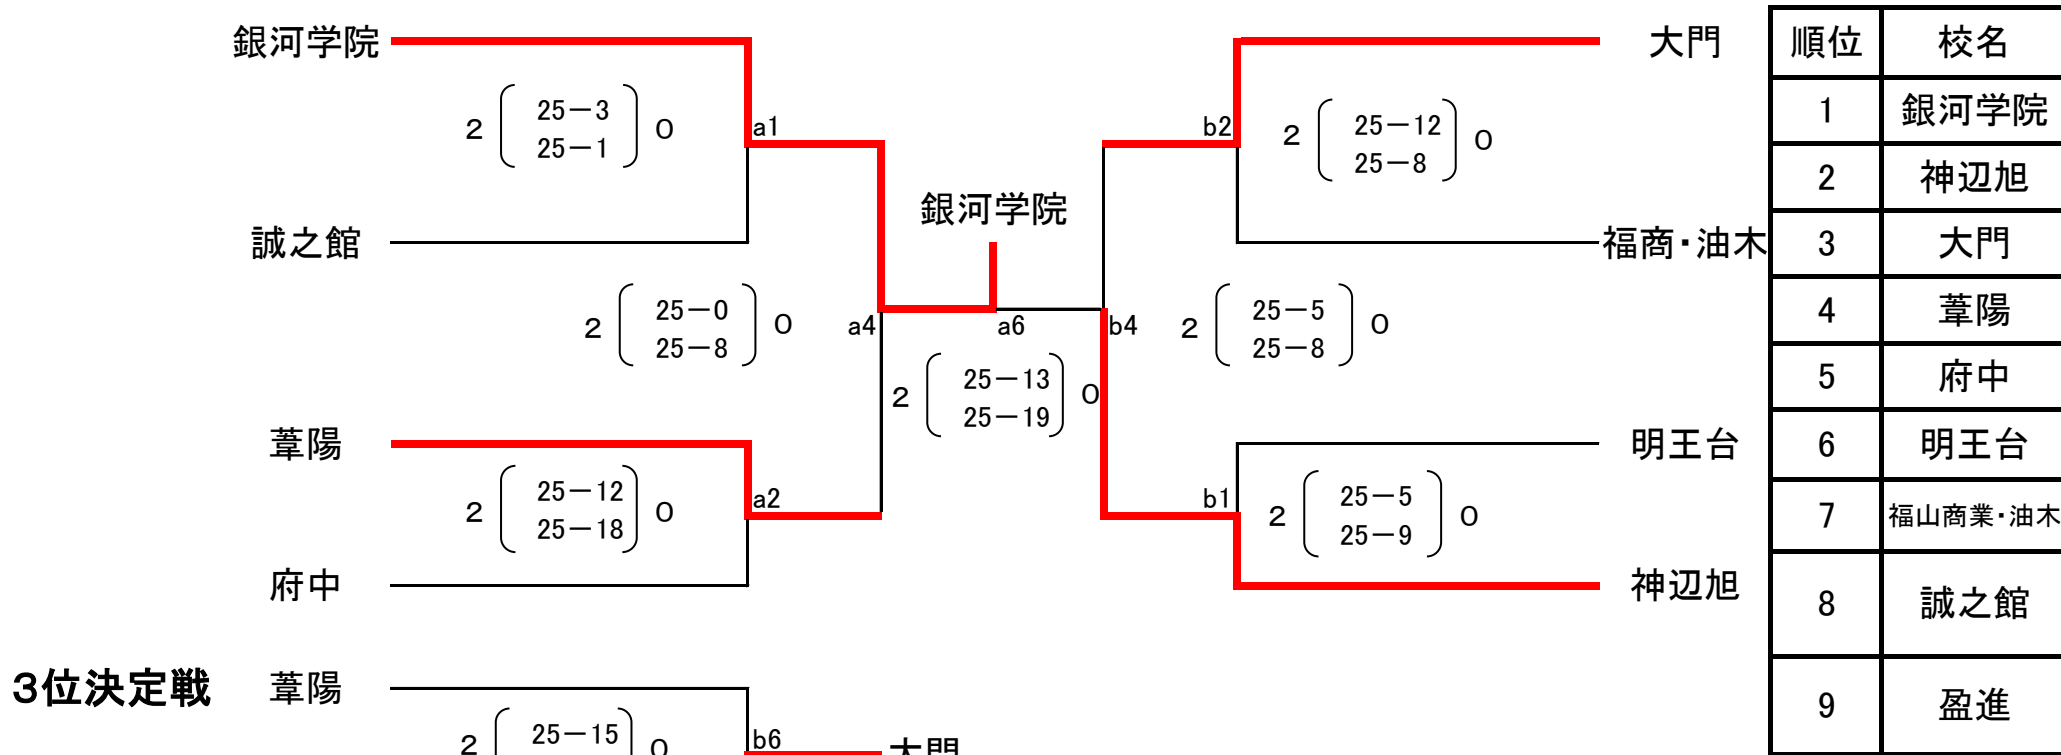 銀河学院
2 25－3 0
25－1
a1
誠之館
2 25－0 0
25－8
a4
葦陽
2 25－12 0
25－18
a2
府中
銀河学院
a6
2 25－13 0
25－19
大門
b2
2 25－12 0
25－8
福商・油木
b4
2 25－5 0
25－8
明王台
b1
2 25－5 0
25－9
神辺旭
3位決定戦
葦陽
2 25－15 0
b6
大門
順位 校名
1 銀河学院
2 神辺旭
3 大門
4 葦陽
5 府中
6 明王台
7 福山商業・油木
8 誠之館
9 盈進